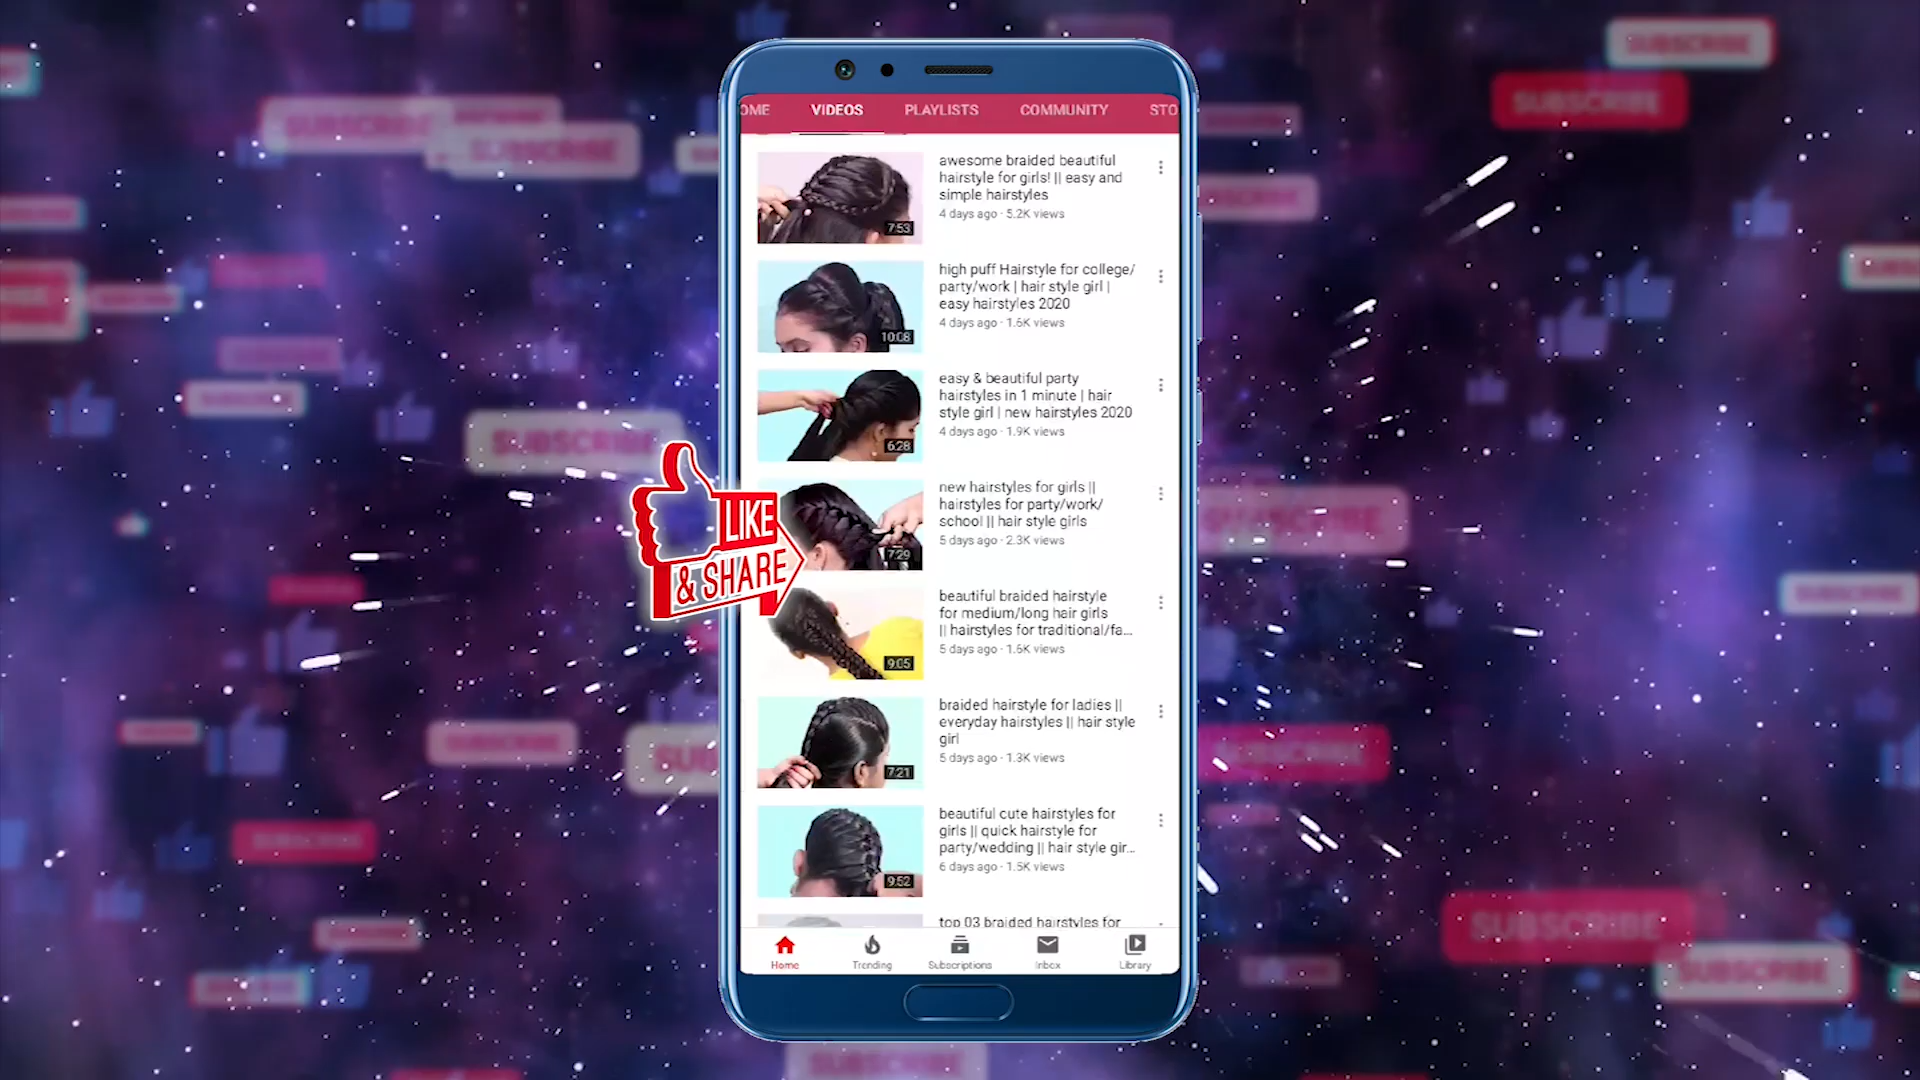 SUBSCRIBE
SUBSCRIBE
SUBSCRIBE
SUBSCRIBE
OME VIDEOS PLAYLISTS COMMUNITY STO
awesome braided beautiful
hairstyle for girls! || easy and
simple hairstyles
4 days ago · 5.2K views
7:53
high puff Hairstyle for college/
party/work | hair style girl |
easy hairstyles 2020
4 days ago · 1.6K views
10:08
easy & beautiful party
hairstyles in 1 minute | hair
style girl | new hairstyles 2020
4 days ago · 1.9K views
6:28
SUBSCRIBE
LIKE
& SHARE
new hairstyles for girls ||
hairstyles for party/work/
school || hair style girls
5 days ago · 2.3K views
7:29
beautiful braided hairstyle
for medium/long hair girls
|| hairstyles for traditional/fa...
5 days ago · 1.6K views
9:05
braided hairstyle for ladies ||
everyday hairstyles || hair style
girl
5 days ago · 1.3K views
7:21
beautiful cute hairstyles for
girls || quick hairstyle for
party/wedding || hair style gir...
6 days ago · 1.5K views
9:52
top 03 braided hairstyles for
Home Trending Subscriptions Inbox Library
SUBSCRIBE
SUBSCRIBE
SUBSCRIBE